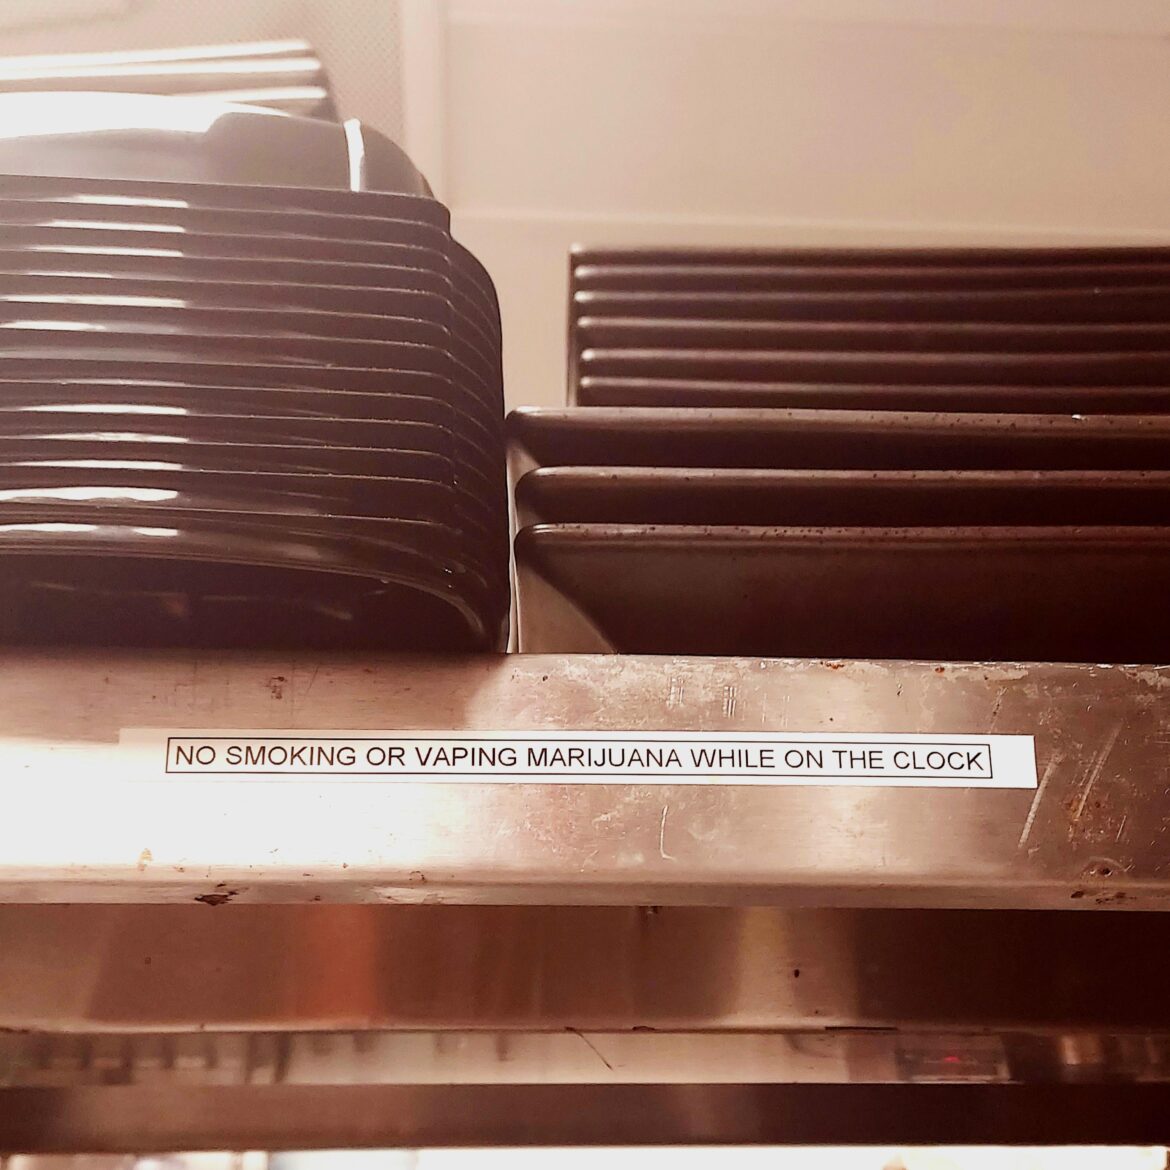 NO SMOKING OR VAPING MARIJUANA WHILE ON THE CLOCK